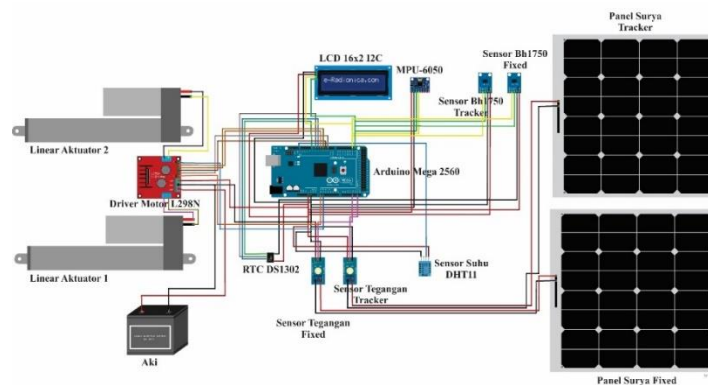 Panel Surya
Tracker
LCD 16x2 I2C
e-Radionica.com
MPU-6050
Sensor Bh1750
Fixed
Sensor Bh1750
Tracker
Linear Aktuator 2
Arduino Mega 2560
Driver Motor L298N
Linear Aktuator 1
RTC DS1302
Sensor Suhu
DHT11
Sensor Tegangan
Tracker
Sensor Tegangan
Fixed
Aki
Panel Surya Fixed